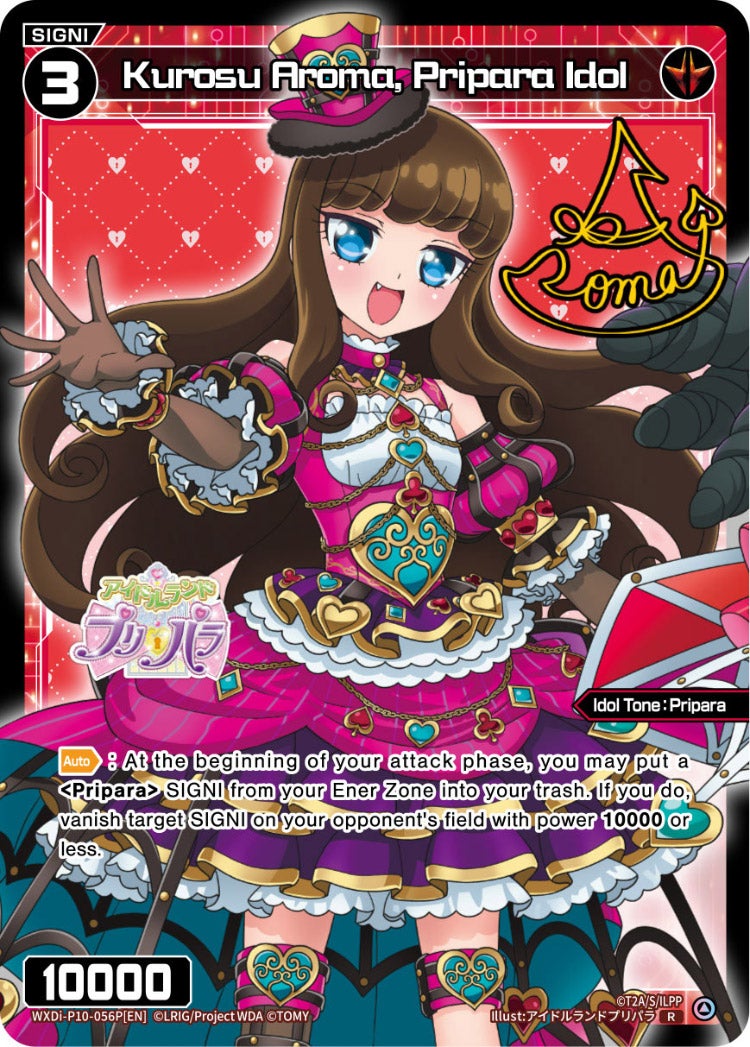 SIGNI
3
Kurosu Aroma, Pripara Idol
Aroma
アイドルランド
プリパラ
Idol Tone：Pripara
Auto : At the beginning of your attack phase, you may put a
<Pripara> SIGNI from your Ener Zone into your trash. If you do,
vanish target SIGNI on your opponent's field with power 10000 or
less.
10000
©T2A/S/ILPP
WXDi-P10-056P[EN] ©LRIG/Project WDA ©TOMY
Illust:アイドルランドプリパラ R